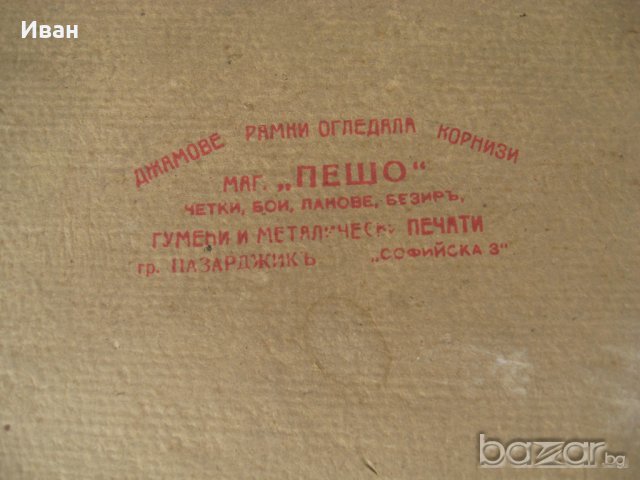 Иван
ДЖАМОВЕ РАМКИ ОГЛЕДАЛА КОРНИЗИ
МАГ. „ПЕШО“
ЧЕТКИ, БОИ, ЛАКОВЕ, БЕЗИРЪ,
ГУМЕНИ И МЕТАЛИЧЕСКИ ПЕЧАТИ
гр. ПАЗАРДЖИКЪ „СОФИЙСКА 3“
bazar.bg